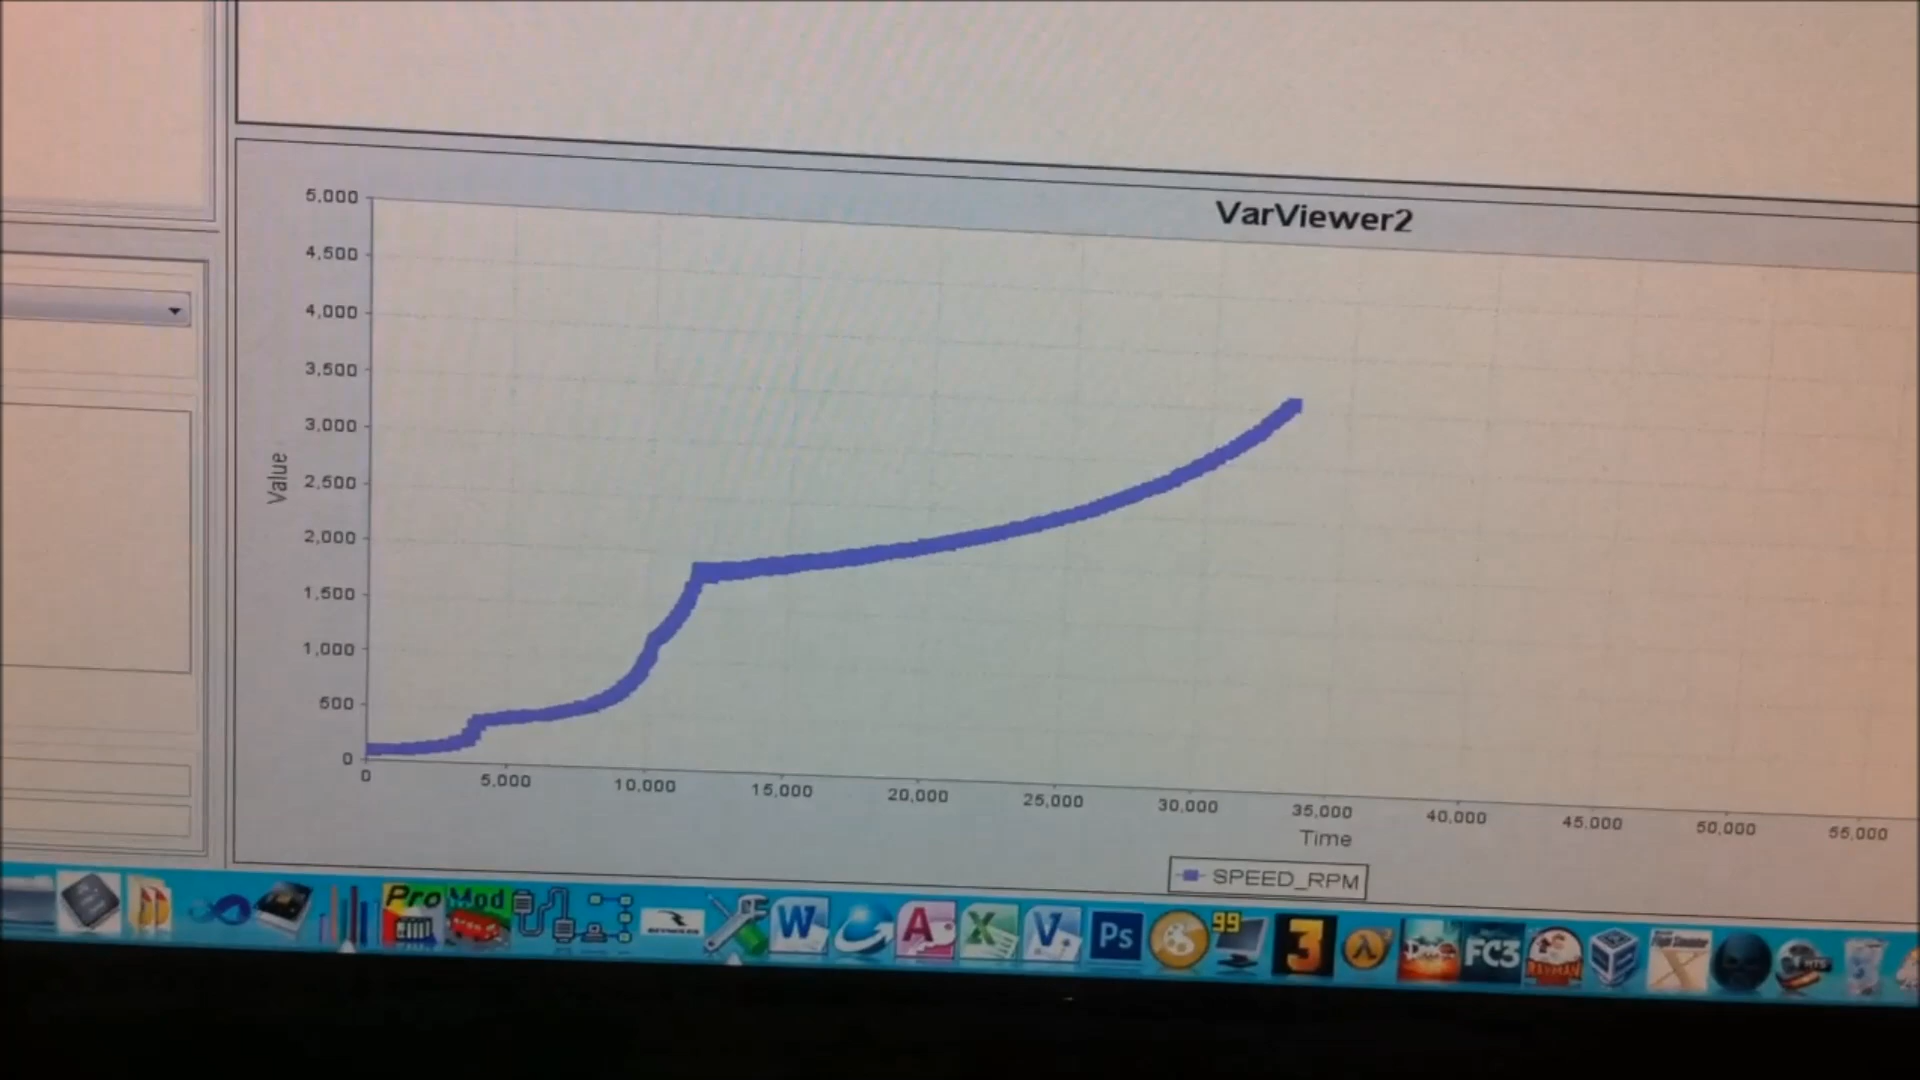 VarViewer2
5,000
4,500
4,000
3,500
3,000
2,500
2,000
1,500
1,000
500
0
Value
0 5,000 10,000 15,000 20,000 25,000 30,000 35,000 40,000 45,000 50,000 55,000
Time
SPEED_RPM
Pro Mod
W
A
X
V
Ps
99
3
FC3
RAYMAN
X